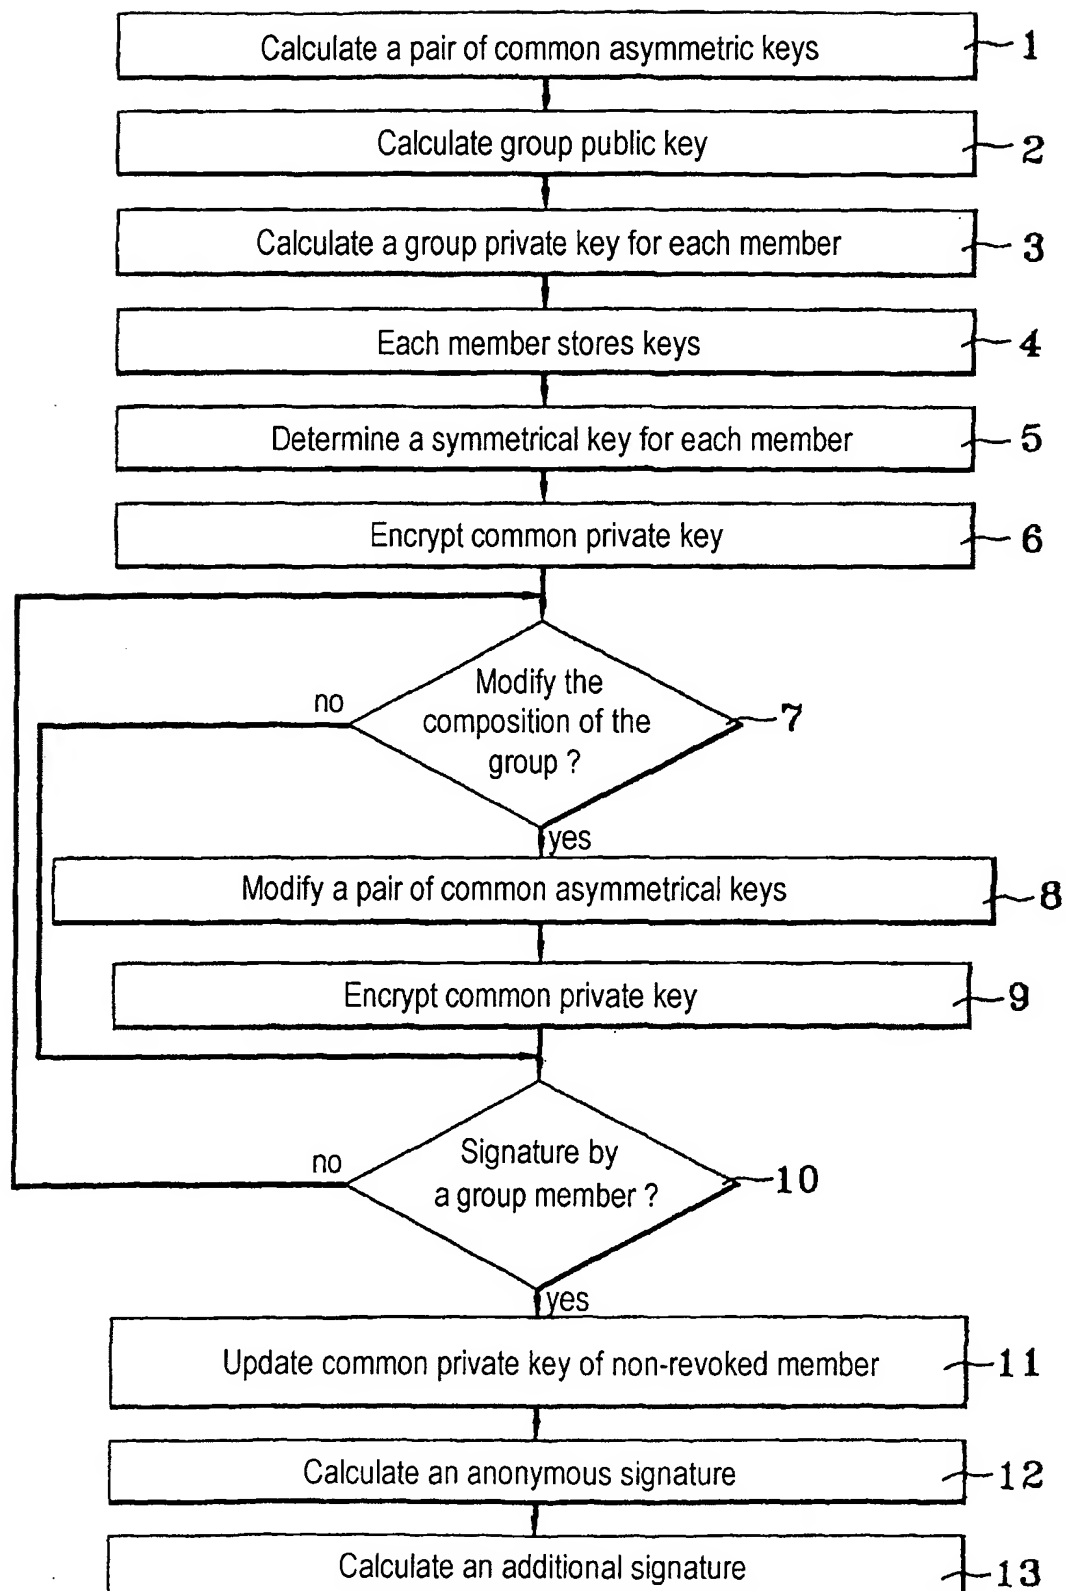 Calculate a pair of common asymmetric keys 1
Calculate group public key 2
Calculate a group private key for each member 3
Each member stores keys 4
Determine a symmetrical key for each member 5
Encrypt common private key 6
Modify the
composition of the
group ?
7
no
yes
Modify a pair of common asymmetrical keys 8
Encrypt common private key 9
Signature by
a group member ?
10
no
yes
Update common private key of non-revoked member 11
Calculate an anonymous signature 12
Calculate an additional signature 13